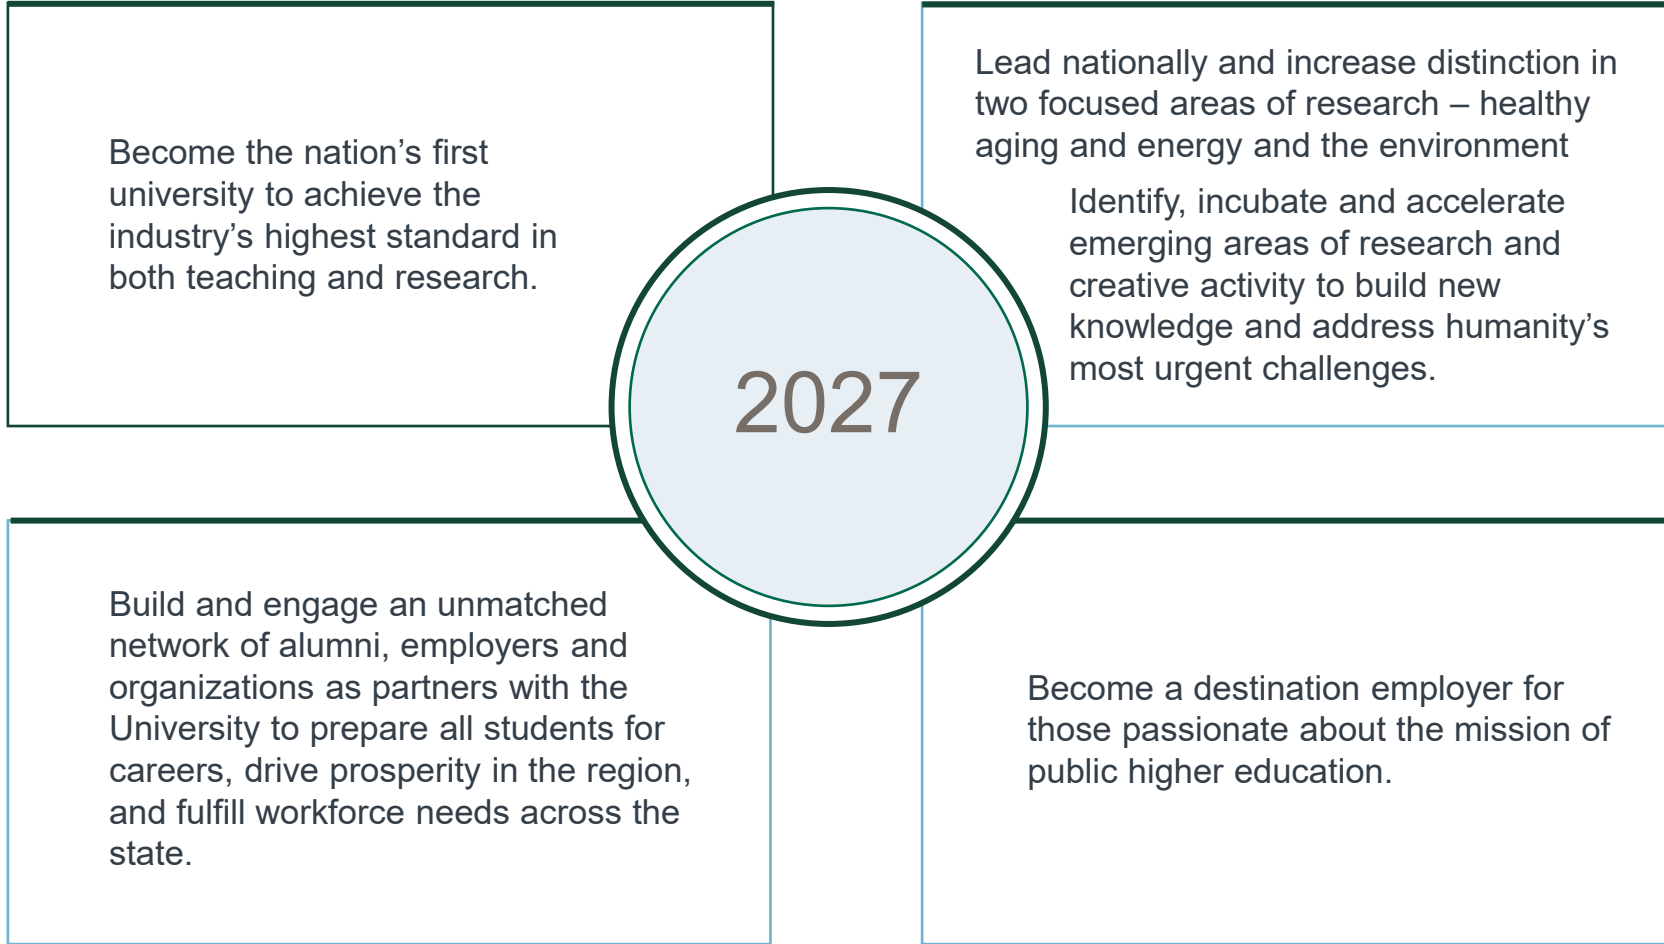 Become the nation’s first
university to achieve the
industry’s highest standard in
both teaching and research.
Lead nationally and increase distinction in
two focused areas of research – healthy
aging and energy and the environment
Identify, incubate and accelerate
emerging areas of research and
creative activity to build new
knowledge and address humanity’s
most urgent challenges.
2027
Build and engage an unmatched
network of alumni, employers and
organizations as partners with the
University to prepare all students for
careers, drive prosperity in the region,
and fulfill workforce needs across the
state.
Become a destination employer for
those passionate about the mission of
public higher education.